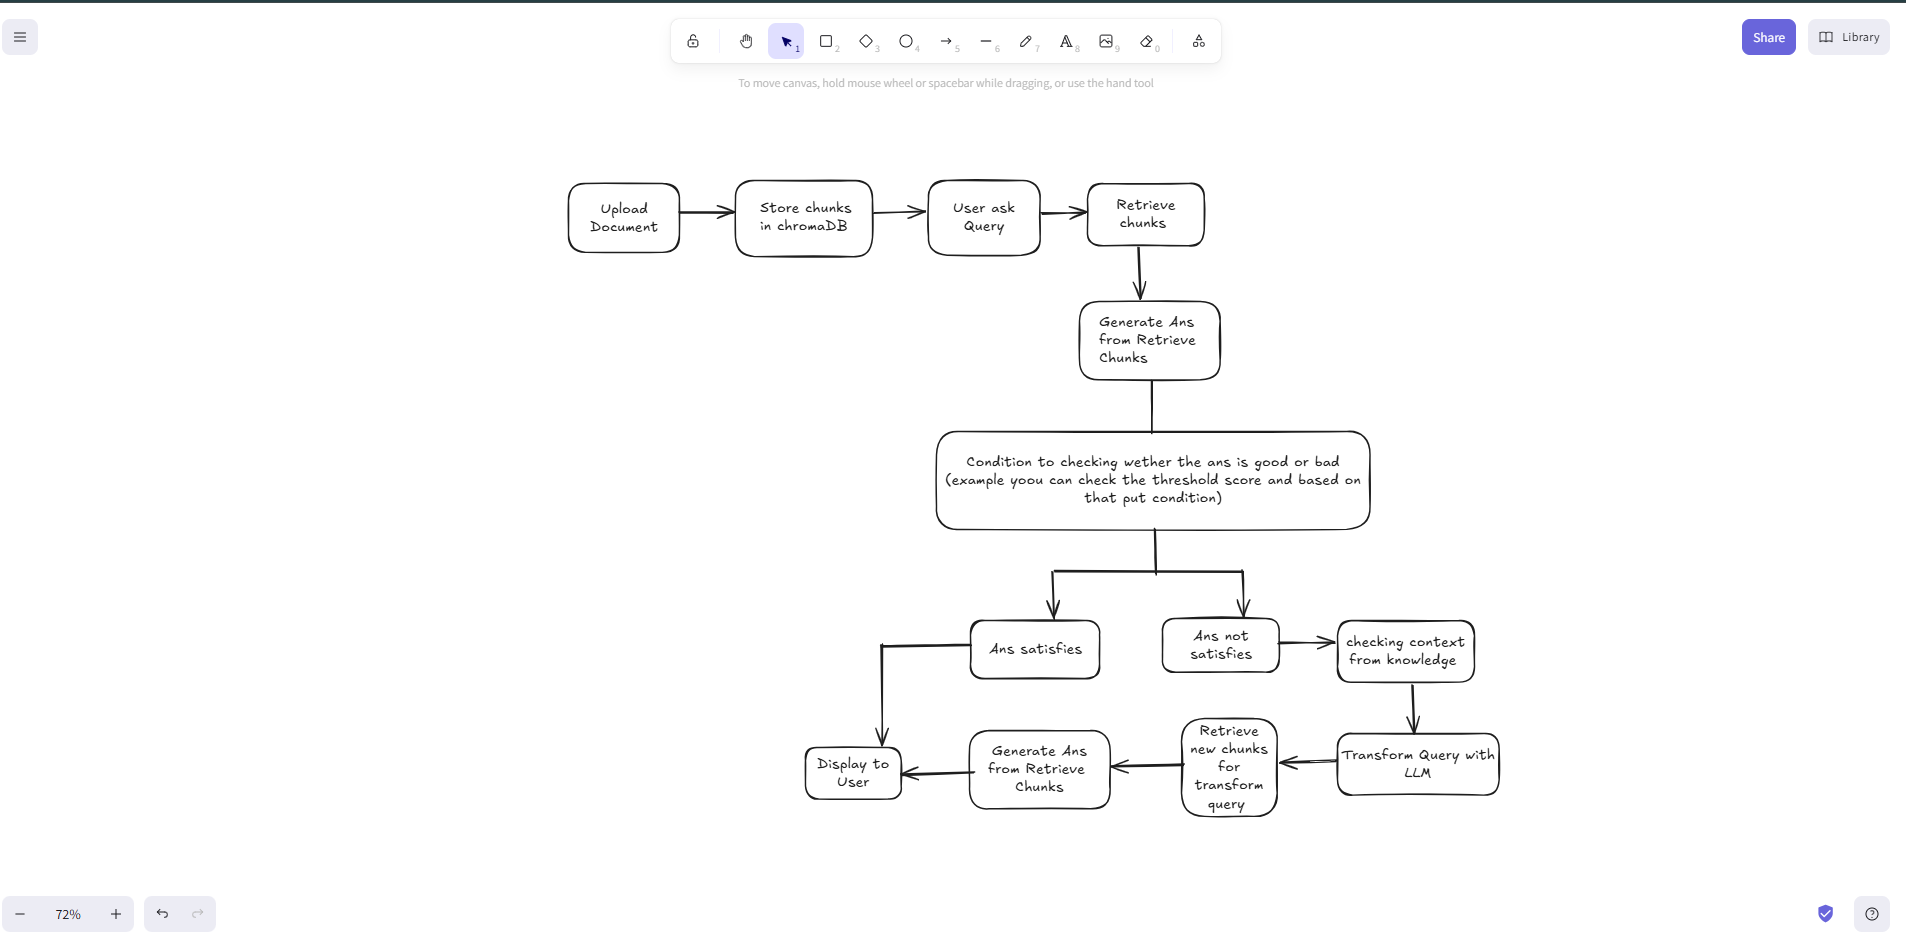 1
2
3
4
5
6
7
8
9
0
Share
Library
To move canvas, hold mouse wheel or spacebar while dragging, or use the hand tool
Upload
Document
Store chunks
in chromaDB
User ask
Query
Retrieve
chunks
Generate Ans
from Retrieve
Chunks
Condition to checking wether the ans is good or bad
(example yoou can check the threshold score and based on
that put condition)
Ans satisfies
Ans not
satisfies
checking context
from knowledge
Display to
User
Generate Ans
from Retrieve
Chunks
Retrieve
new chunks
for
transform
query
Transform Query with
LLM
72%